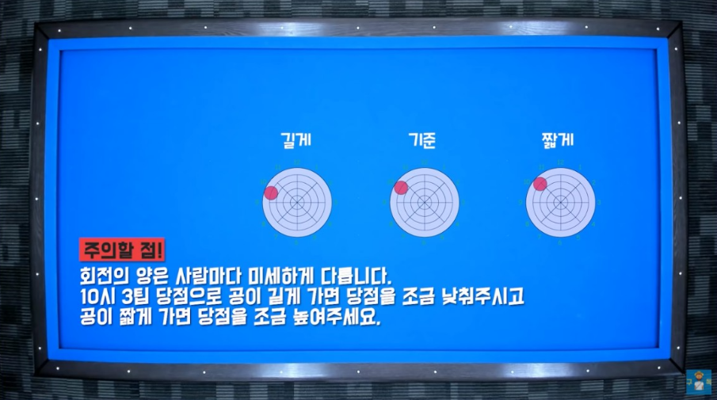 길게 기준 짧게
주의할 점!
회전의 양은 사람마다 미세하게 다릅니다.
10시 3팁 당점으로 공이 길게 가면 당점을 조금 낮춰주시고
공이 짧게 가면 당점을 조금 높여주세요.